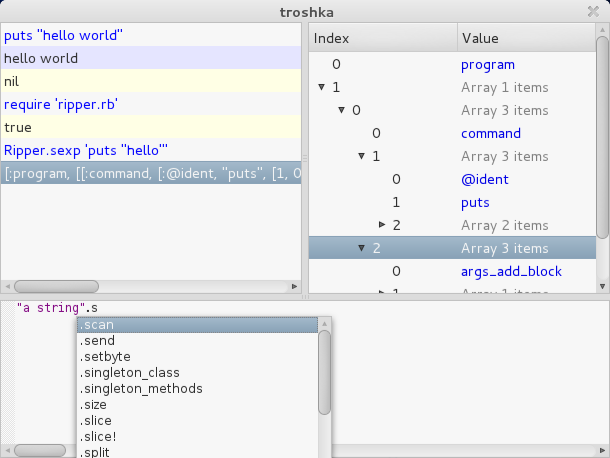 troshka
puts "hello world"
hello world
nil
require 'ripper.rb'
true
Ripper.sexp 'puts "hello"'
[:program, [[:command, [:@ident, "puts", [1, 0
Index Value
0 program
1 Array 1 items
0 Array 3 items
0 command
1 Array 3 items
0 @ident
1 puts
2 Array 2 items
2 Array 3 items
0 args_add_block
1 Array 1 items
"a string".s
.scan
.send
.setbyte
.singleton_class
.singleton_methods
.size
.slice
.slice!
.split